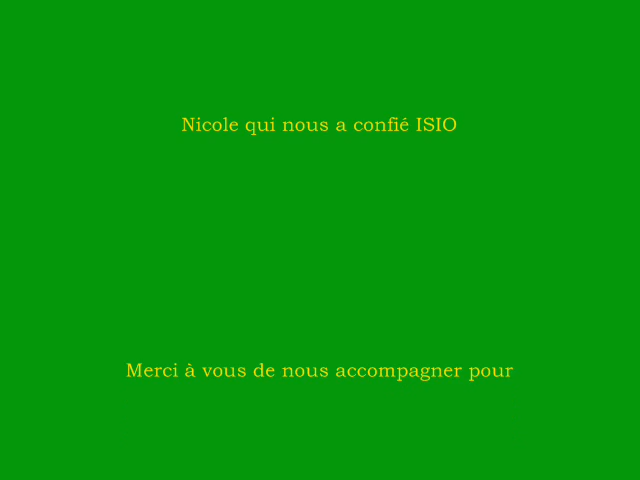 Nicole qui nous a confié ISIO
Merci à vous de nous accompagner pour